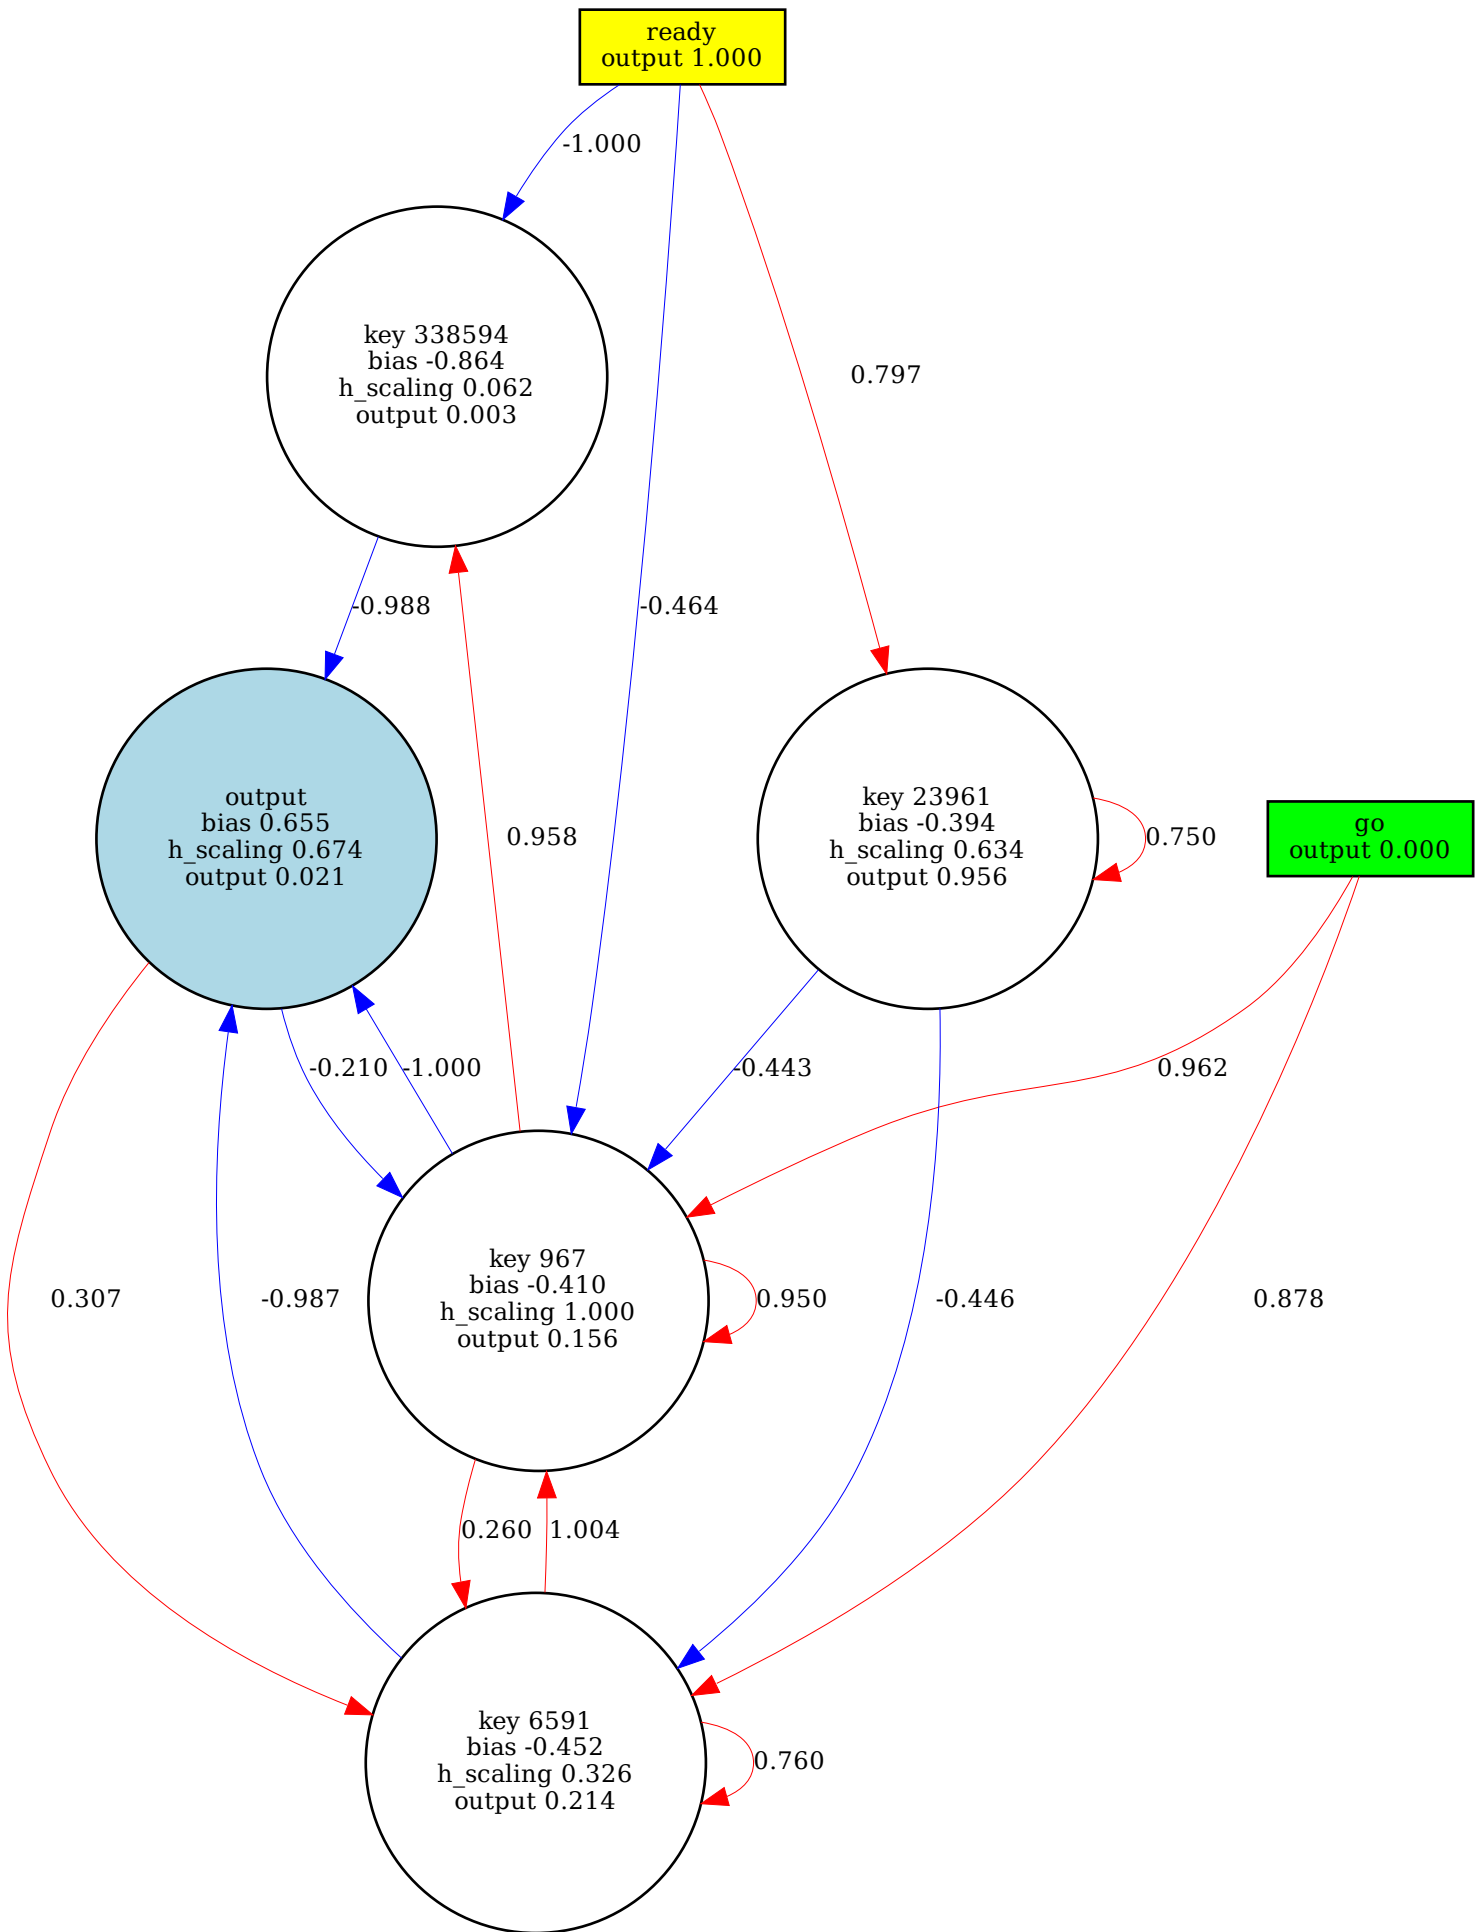 ready
output 1.000
-1.000
key 338594
bias -0.864
h_scaling 0.062
output 0.003
0.797
-0.988
-0.464
output
bias 0.655
h_scaling 0.674
output 0.021
0.958
key 23961
bias -0.394
h_scaling 0.634
output 0.956
0.750
go
output 0.000
-0.210
-1.000
-0.443
0.962
0.307
-0.987
key 967
bias -0.410
h_scaling 1.000
output 0.156
0.950
-0.446
0.878
0.260
1.004
key 6591
bias -0.452
h_scaling 0.326
output 0.214
0.760